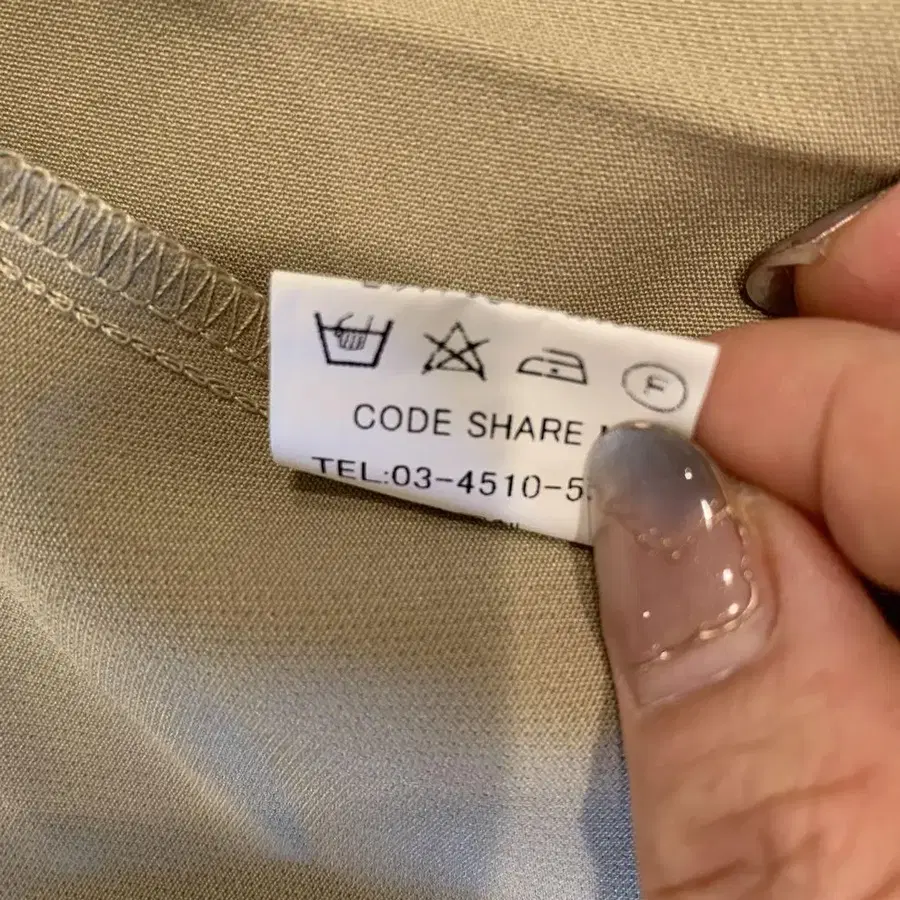 F
CODE SHARE
TEL:03-4510-5